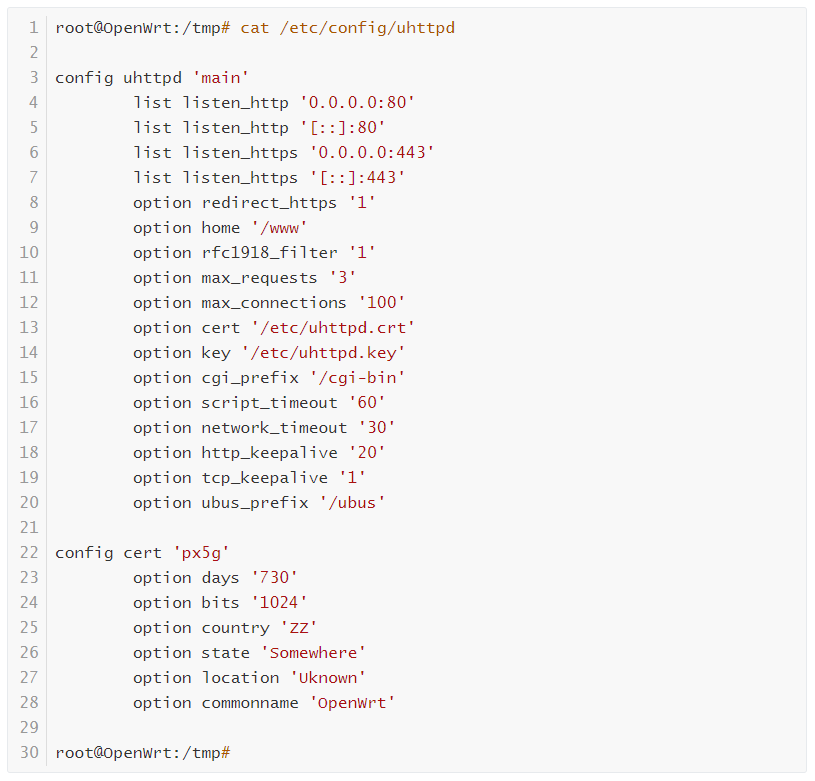 1 root@OpenWrt:/tmp# cat /etc/config/uhttpd
2
3 config uhttpd 'main'
4         list listen_http '0.0.0.0:80'
5         list listen_http '[::]:80'
6         list listen_https '0.0.0.0:443'
7         list listen_https '[::]:443'
8         option redirect_https '1'
9         option home '/www'
10         option rfc1918_filter '1'
11         option max_requests '3'
12         option max_connections '100'
13         option cert '/etc/uhttpd.crt'
14         option key '/etc/uhttpd.key'
15         option cgi_prefix '/cgi-bin'
16         option script_timeout '60'
17         option network_timeout '30'
18         option http_keepalive '20'
19         option tcp_keepalive '1'
20         option ubus_prefix '/ubus'
21
22 config cert 'px5g'
23         option days '730'
24         option bits '1024'
25         option country 'ZZ'
26         option state 'Somewhere'
27         option location 'Uknown'
28         option commonname 'OpenWrt'
29
30 root@OpenWrt:/tmp#